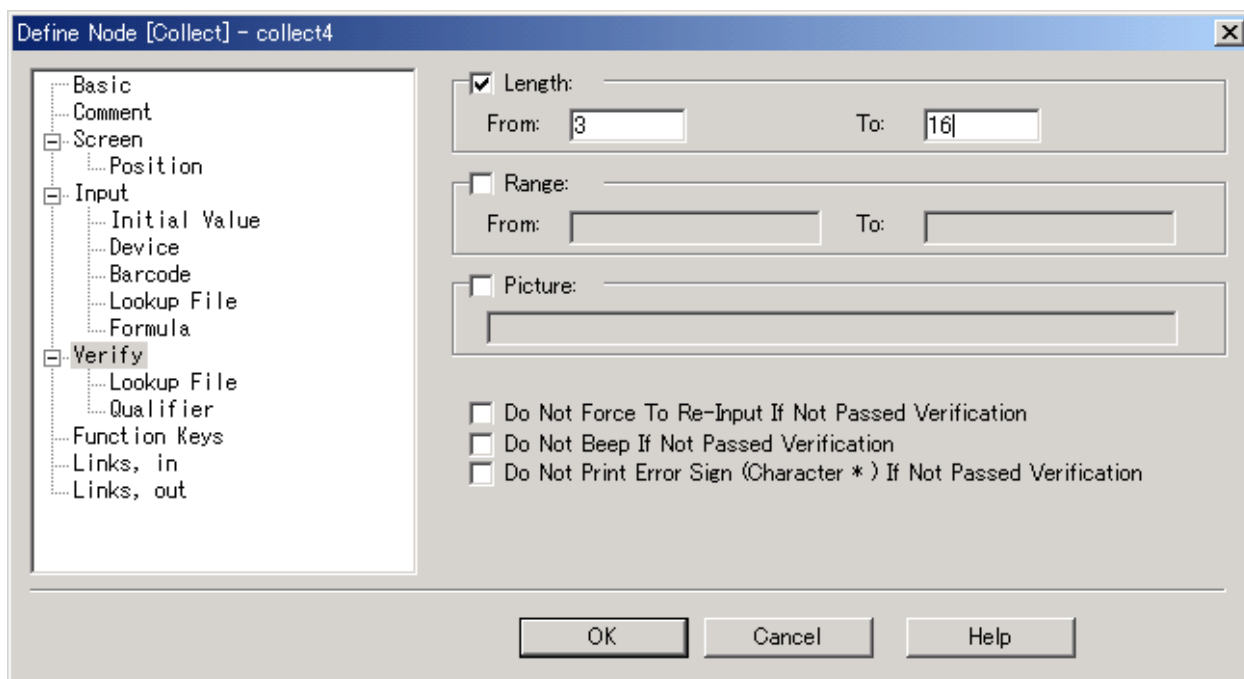 Define Node [Collect] - collect4
Basic
Comment
Screen
Position
Input
Initial Value
Device
Barcode
Lookup File
Formula
Verify
Lookup File
Qualifier
Function Keys
Links, in
Links, out
Length:
From: 3 To: 16
Range:
From: To:
Picture:
Do Not Force To Re-Input If Not Passed Verification
Do Not Beep If Not Passed Verification
Do Not Print Error Sign (Character * ) If Not Passed Verification
OK Cancel Help